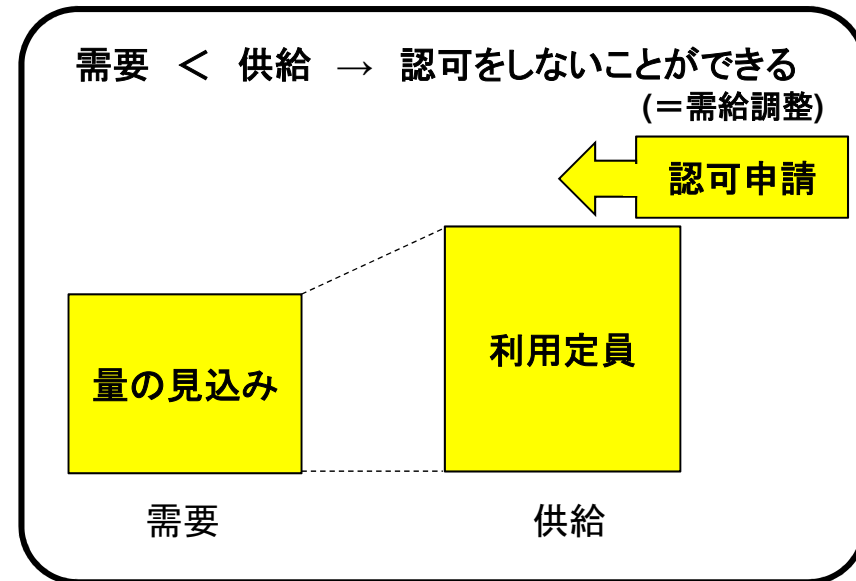 需要 ＜ 供給 → 認可をしないことができる
(＝需給調整)
認可申請
利用定員
量の見込み
需要
供給